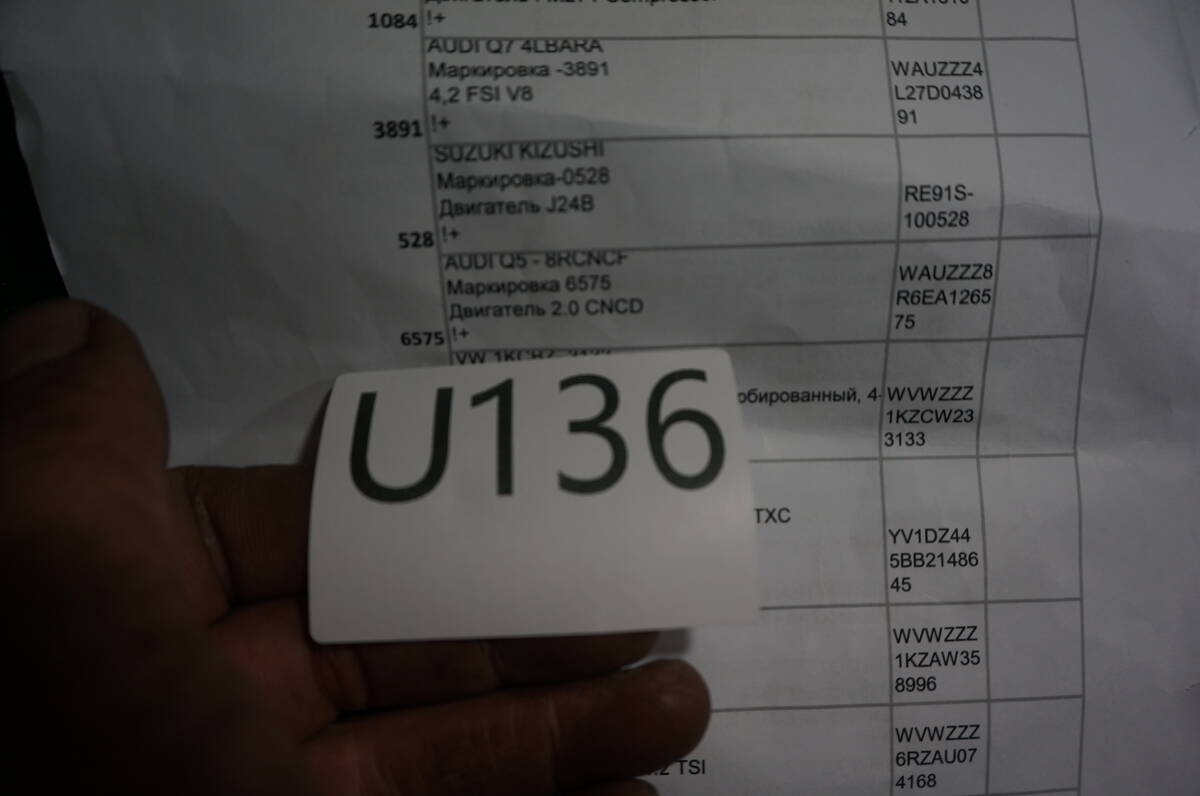 84
1084 !+
AUDI Q7 4LBARA
Маркировка -3891
4,2 FSI V8
3891 !+
WAUZZZ4
L27D0438
91
SUZUKI KIZUSHI
Маркировка-0528
Двигатель J24B
528 !+
RE91S-
100528
AUDI Q5 - 8RCNCF
Маркировка 6575
Двигатель 2.0 CNCD
6575 !+
WAUZZZ8
R6EA1265
75
VW
U136
обированный, 4-
WVWZZZ
1KZCW23
3133
TXC
YV1DZ44
5BB21486
45
WVWZZZ
1KZAW35
8996
TSI
WVWZZZ
6RZAU07
4168